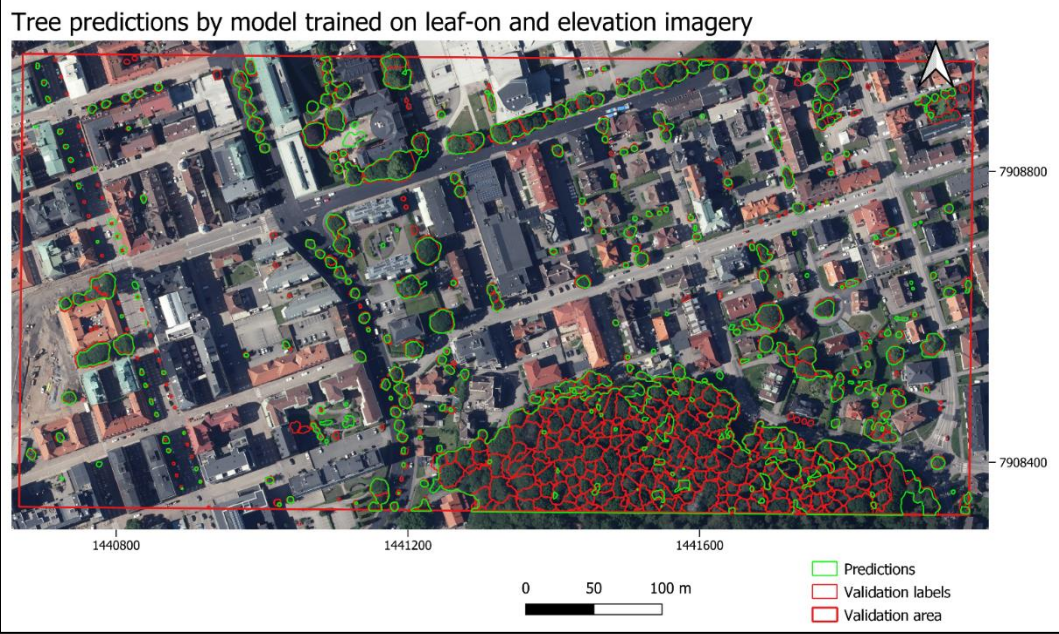 Tree predictions by model trained on leaf-on and elevation imagery
7908800
7908400
1440800
1441200
1441600
0 50 100 m
Predictions
Validation labels
Validation area